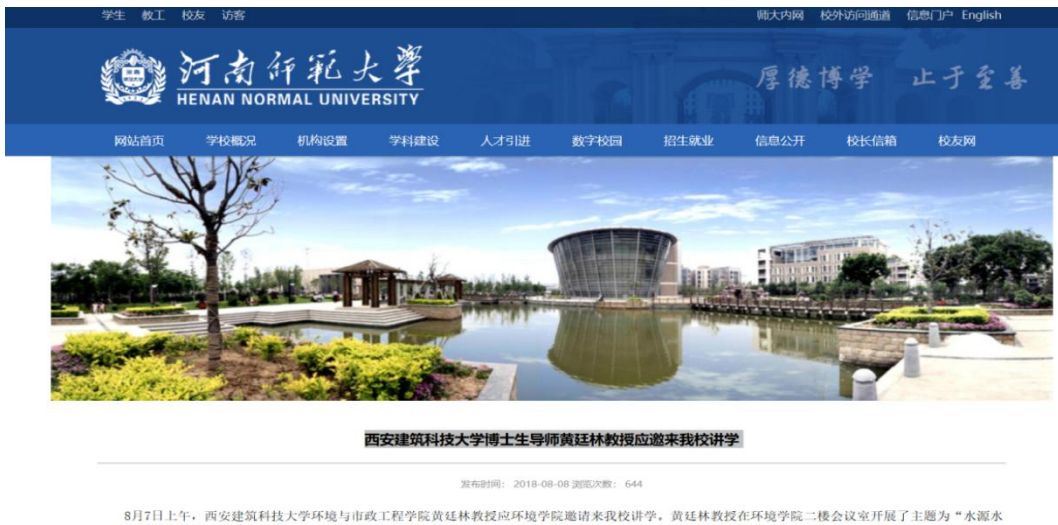 学生 教工 校友 访客 师大内网 校外访问通道 信息门户 English
河南师范大学 厚德博学 止于至善
HENAN NORMAL UNIVERSITY
网站首页 学校概况 机构设置 学科建设 人才引进 数字校园 招生就业 信息公开 校长信箱 校友网
西安建筑科技大学博士生导师黄廷林教授应邀来我校讲学
发布时间: 2018-08-08 浏览次数: 644
8月7日上午，西安建筑科技大学环境与市政工程学院黄廷林教授应环境学院邀请来我校讲学。黄廷林教授在环境学院二楼会议室开展了主题为“水源水